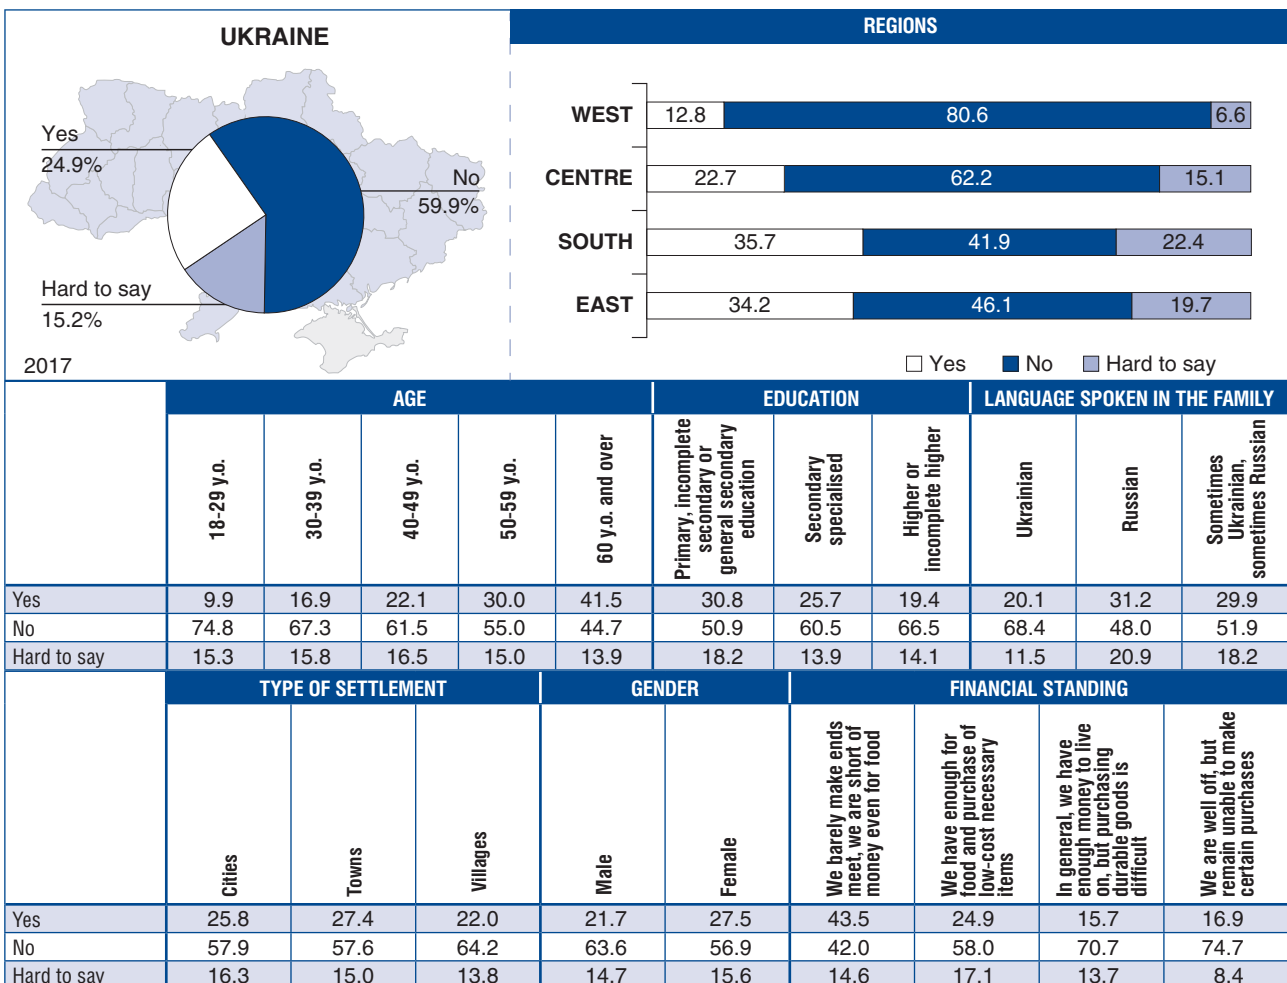 UKRAINE
Yes
24.9%
No
59.9%
Hard to say
15.2%
2017
REGIONS
WEST 12.8 80.6 6.6
CENTRE 22.7 62.2 15.1
SOUTH 35.7 41.9 22.4
EAST 34.2 46.1 19.7
Yes No Hard to say
AGE EDUCATION LANGUAGE SPOKEN IN THE FAMILY
18-29 y.o.
30-39 y.o.
40-49 y.o.
50-59 y.o.
60 y.o. and over
Primary, incomplete
secondary or
general secondary
education
Secondary
specialised
Higher or
incomplete higher
Ukrainian
Russian
Sometimes
Ukrainian,
sometimes Russian
Yes 9.9 16.9 22.1 30.0 41.5 30.8 25.7 19.4 20.1 31.2 29.9
No 74.8 67.3 61.5 55.0 44.7 50.9 60.5 66.5 68.4 48.0 51.9
Hard to say 15.3 15.8 16.5 15.0 13.9 18.2 13.9 14.1 11.5 20.9 18.2
TYPE OF SETTLEMENT GENDER FINANCIAL STANDING
Cities
Towns
Villages
Male
Female
We barely make ends
meet, we are short of
money even for food
We have enough for
food and purchase of
low-cost necessary
items
In general, we have
enough money to live
on, but purchasing
durable goods is
difficult
We are well off, but
remain unable to make
certain purchases
Yes 25.8 27.4 22.0 21.7 27.5 43.5 24.9 15.7 16.9
No 57.9 57.6 64.2 63.6 56.9 42.0 58.0 70.7 74.7
Hard to say 16.3 15.0 13.8 14.7 15.6 14.6 17.1 13.7 8.4